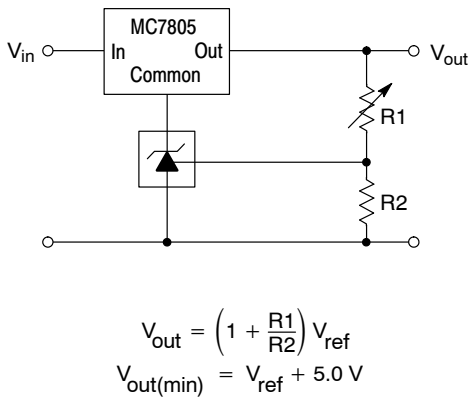 MC7805
V_in In Out V_out
Common
R1
R2
V_out = (1 + R1/R2) V_ref
V_out(min) = V_ref + 5.0 V